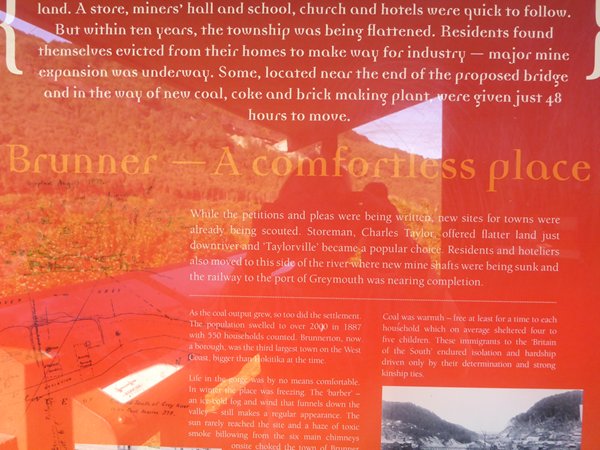 land. A store, miners' hall and school, church and hotels were quick to follow.
But within ten years, the township was being flattened. Residents found
themselves evicted from their homes to make way for industry — major mine
expansion was underway. Some, located near the end of the proposed bridge
and in the way of new coal, coke and brick making plant, were given just 48
hours to move.
Brunner — A comfortless place
While the petitions and pleas were being written, new sites for towns were
already being scouted. Storeman, Charles Taylor, offered flatter land just
downriver and 'Taylorville' became a popular choice. Residents and hoteliers
also moved to this side of the river where new mine shafts were being sunk and
the railway to the port of Greymouth was nearing completion.
As the coal output grew, so too did the settlement.
The population swelled to over 2000 in 1887
with 550 households counted. Brunnerton, now
a borough, was the third largest town on the West
Coast, bigger than Hokitika at the time.
Life in the gorge was by no means comfortable.
In winter the place was freezing. The 'barber' –
an ice-cold fog and wind that funnels down the
valley – still makes a regular appearance. The
sun rarely reached the site and a haze of toxic
smoke billowing from the six main chimneys
onsite choked the town of Brunner
Coal was warmth – free at least for a time to each
household which on average sheltered four to
five children. These immigrants to the 'Britain
of the South' endured isolation and hardship
driven only by their determination and strong
kinship ties.